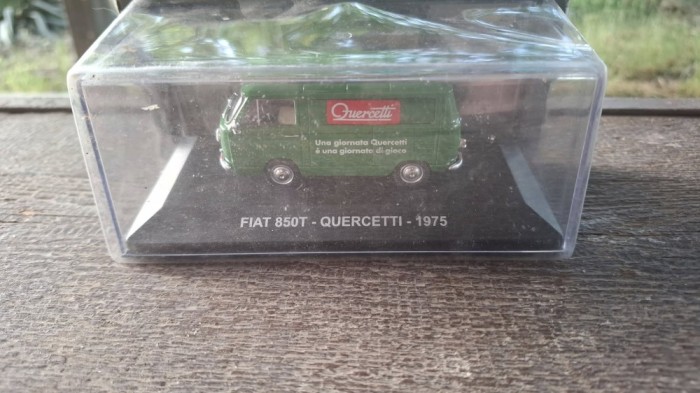 Quercetti
Una giornata Quercetti
è una giornata di gioco
FIAT 850T - QUERCETTI - 1975